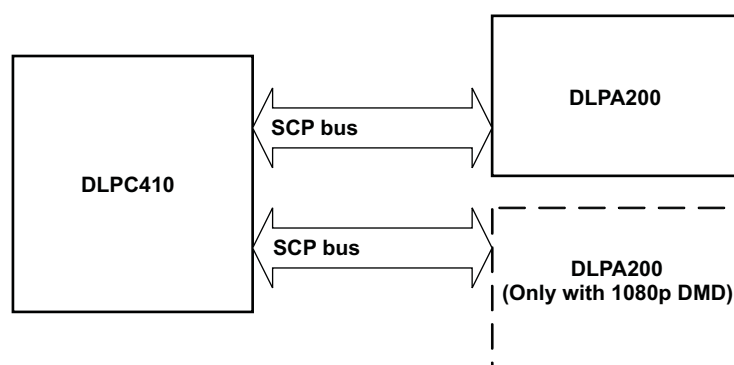 DLPC410
SCP bus
DLPA200
SCP bus
DLPA200
(Only with 1080p DMD)